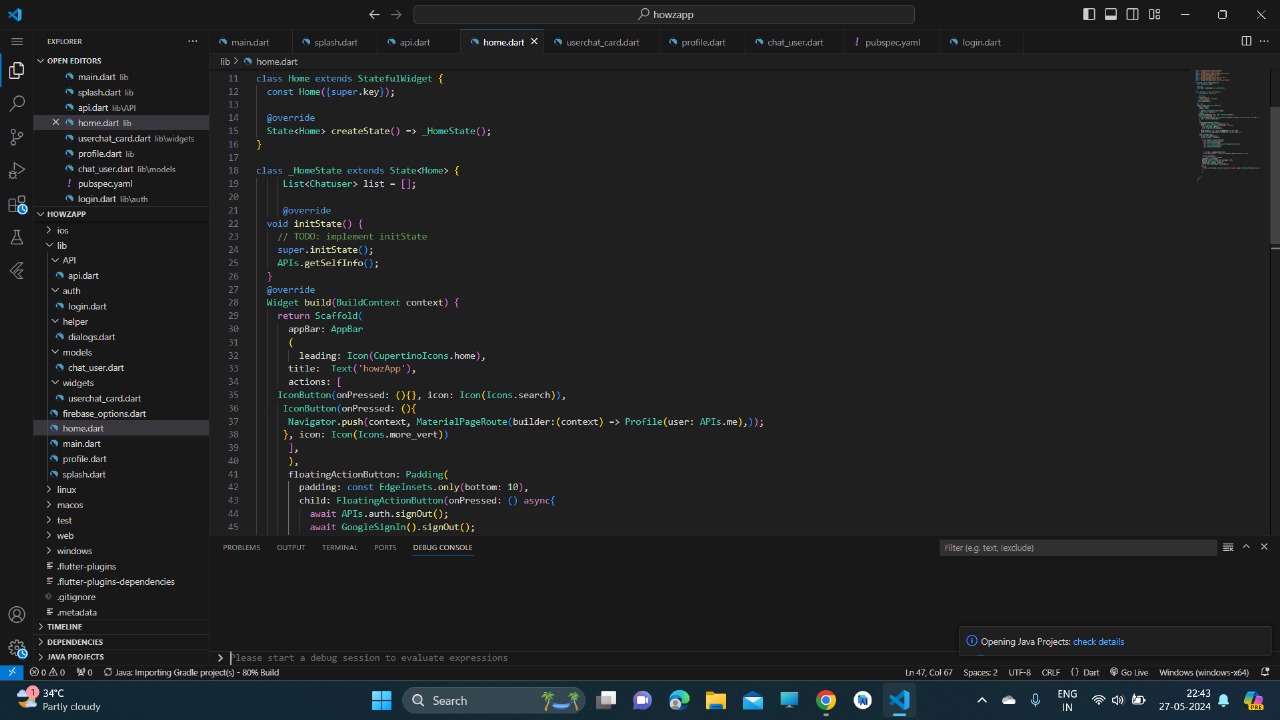 howzapp
EXPLORER
OPEN EDITORS
main.dart lib
splash.dart lib
api.dart lib\API
home.dart lib
userchat_card.dart lib\widgets
profile.dart lib
chat_user.dart lib\models
pubspec.yaml
login.dart lib\auth
HOWZAPP
ios
lib
API
api.dart
auth
login.dart
helper
dialogs.dart
models
chat_user.dart
widgets
userchat_card.dart
firebase_options.dart
home.dart
main.dart
profile.dart
splash.dart
linux
macos
test
web
windows
.flutter-plugins
.flutter-plugins-dependencies
.gitignore
.metadata
TIMELINE
DEPENDENCIES
JAVA PROJECTS
main.dart splash.dart api.dart home.dart userchat_card.dart profile.dart chat_user.dart pubspec.yaml login.dart
lib > home.dart
11 class Home extends StatefulWidget {
12 const Home({super.key});
13
14 @override
15 State<Home> createState() => _HomeState();
16 }
17
18 class _HomeState extends State<Home> {
19 List<Chatuser> list = [];
20
21 @override
22 void initState() {
23 // TODO: implement initState
24 super.initState();
25 APIs.getSelfInfo();
26 }
27 @override
28 Widget build(BuildContext context) {
29 return Scaffold(
30 appBar: AppBar
31 (
32 leading: Icon(CupertinoIcons.home),
33 title: Text('howzApp'),
34 actions: [
35 IconButton(onPressed: (){}, icon: Icon(Icons.search)),
36 IconButton(onPressed: (){
37 Navigator.push(context, MaterialPageRoute(builder:(context) => Profile(user: APIs.me),));
38 }, icon: Icon(Icons.more_vert))
39 ],
40 ),
41 floatingActionButton: Padding(
42 padding: const EdgeInsets.only(bottom: 10),
43 child: FloatingActionButton(onPressed: () async{
44 await APIs.auth.signOut();
45 await GoogleSignIn().signOut();
PROBLEMS OUTPUT TERMINAL PORTS DEBUG CONSOLE
Filter (e.g. text, !exclude)
Opening Java Projects: check details
> Please start a debug session to evaluate expressions
0 0 0 Java: Importing Gradle project(s) - 80% Build Ln 47, Col 67 Spaces: 2 UTF-8 CRLF {} Dart Go Live Windows (windows-x64)
1
34°C
Partly cloudy
Search
ENG
IN
22:43
27-05-2024
PRE